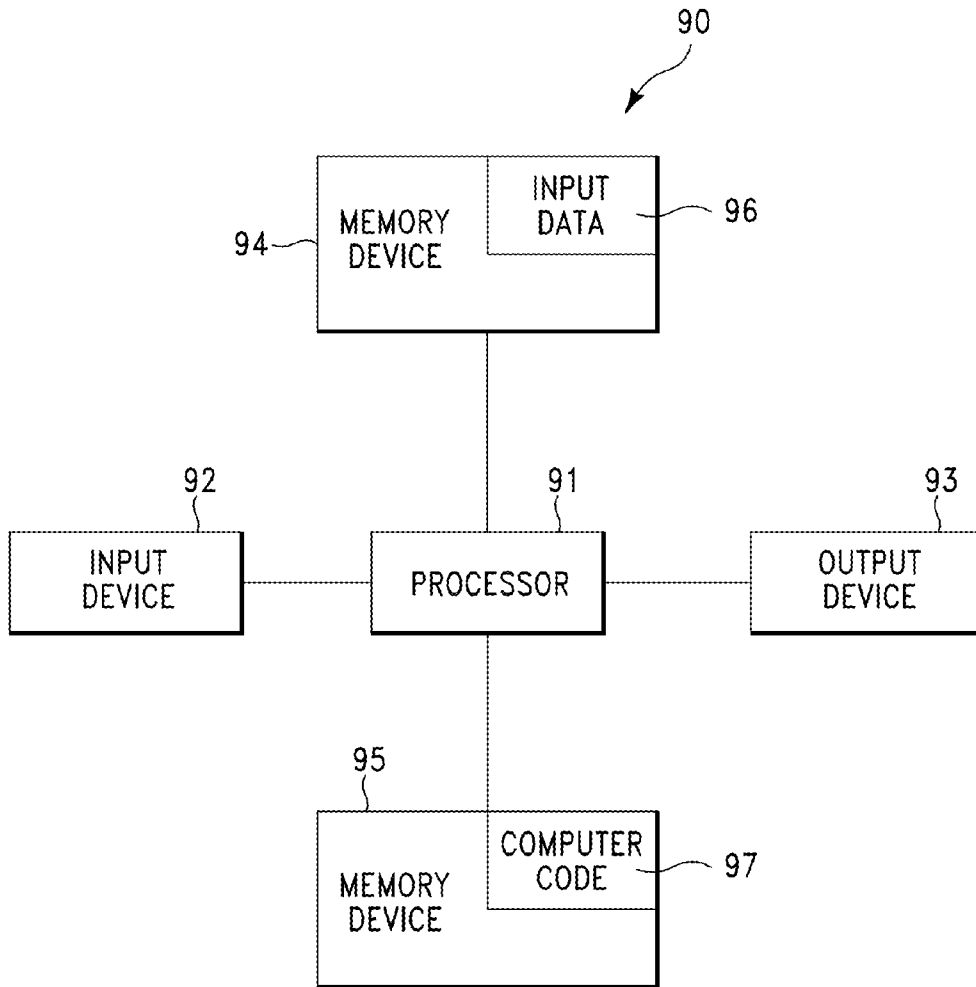 90
INPUT
DATA
96
MEMORY
DEVICE
94
92
91
93
INPUT
DEVICE
PROCESSOR
OUTPUT
DEVICE
95
COMPUTER
CODE
97
MEMORY
DEVICE